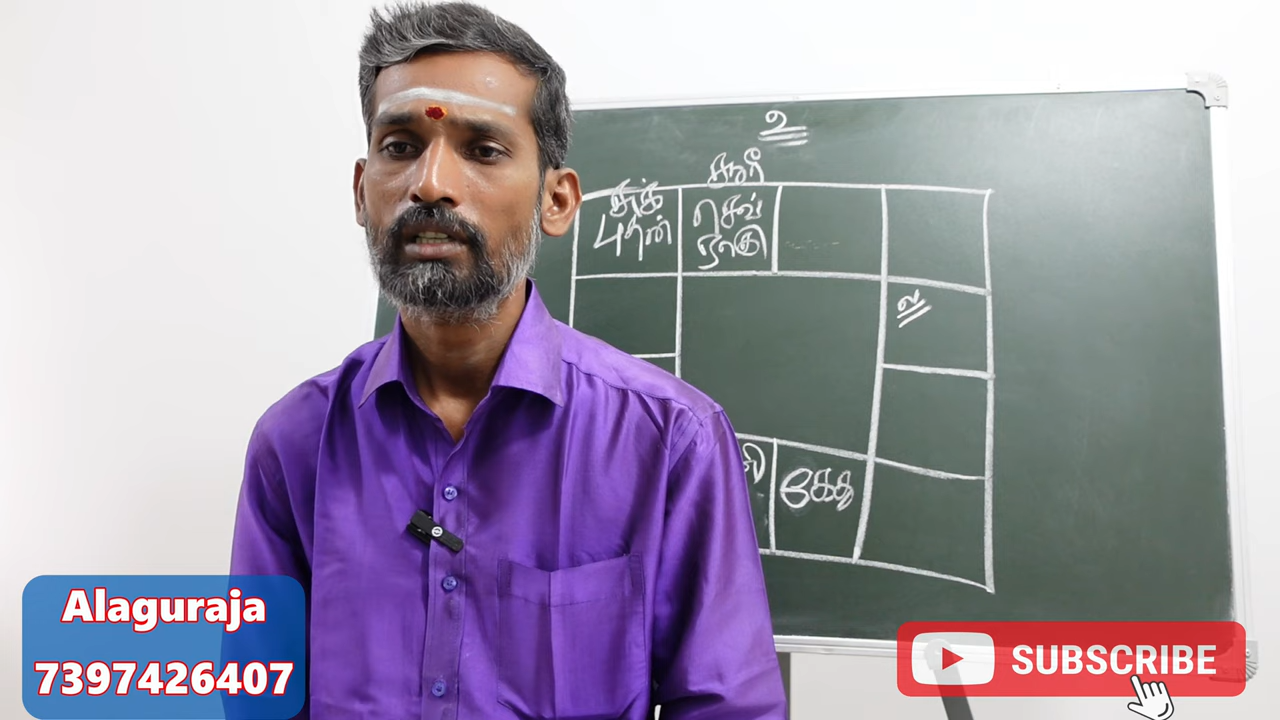 உ
சூரி
சுக்
புதன்
செவ்
ராகு
ல
கேது
Alaguraja
7397426407
SUBSCRIBE